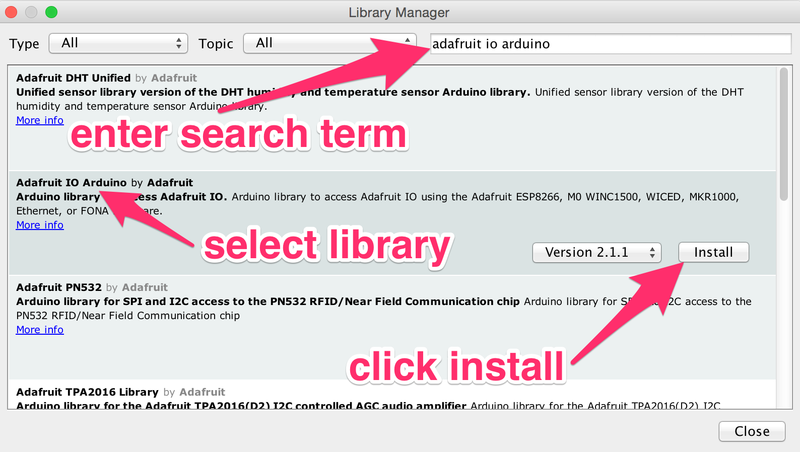 Library Manager
Type All Topic All adafruit io arduino
Adafruit DHT Unified by Adafruit
Unified sensor library version of the DHT humidity and temperature sensor Arduino library. Unified sensor library version of the DHT
humidity and temperature sensor Arduino library.
More info
enter search term
Adafruit IO Arduino by Adafruit
Arduino library access Adafruit IO. Arduino library to access Adafruit IO using the Adafruit ESP8266, M0 WINC1500, WICED, MKR1000,
Ethernet, or FONA
More info
select library
Version 2.1.1 Install
Adafruit PN532 by Adafruit
Arduino library for SPI and I2C access to the PN532 RFID/Near Field Communication chip Arduino library for I2C access to the
PN532 RFID/Near Field Communication chip
More info
click install
Adafruit TPA2016 Library by Adafruit
Arduino library for the Adafruit TPA2016(D2) I2C controlled AGC audio amplifier Arduino library for the Adafruit TPA2016(D2) I2C
Close